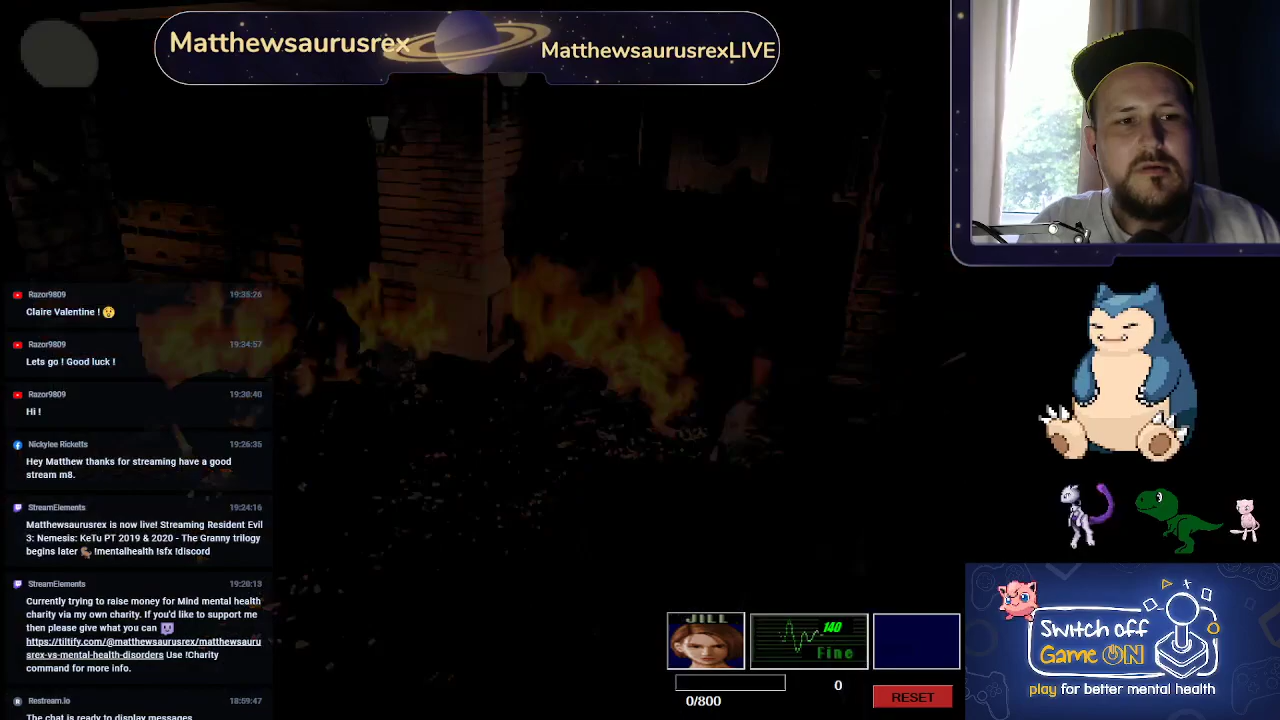 Matthewsaurusrex
MatthewsaurusrexLIVE
Razor9809 19:35:26
Claire Valentine ! 😲
Razor9809 19:34:57
Lets go ! Good luck !
Razor9809 19:30:40
Hi !
Nickylee Ricketts 19:26:35
Hey Matthew thanks for streaming have a good
stream m8.
StreamElements 19:24:16
Matthewsaurusrex is now live! Streaming Resident Evil
3: Nemesis: KeTu PT 2019 & 2020 - The Granny trilogy
begins later !mentalhealth !sfx !discord
StreamElements 19:20:13
Currently trying to raise money for Mind mental health
charity via my own charity. If you'd like to support me
then please give what you can
https://tiltify.com/@matthewsaurusrex/matthewsauru
srex-vs-mental-health-disorders Use !Charity
command for more info.
Restream.io 18:59:47
The chat is ready to display messages
JILL
140
Fine
0
0/800
RESET
Switch off
Game ON
play for better mental health